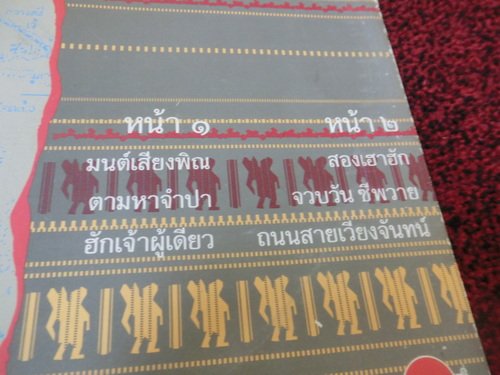 หน้า ๑
มนต์เสียงพิณ
ตามหาจำปา
ฮักเจ้าผู้เดียว
หน้า ๒
สองเฮาฮัก
จวบวัน ชีพวาย
ถนนสายเวียงจันทน์